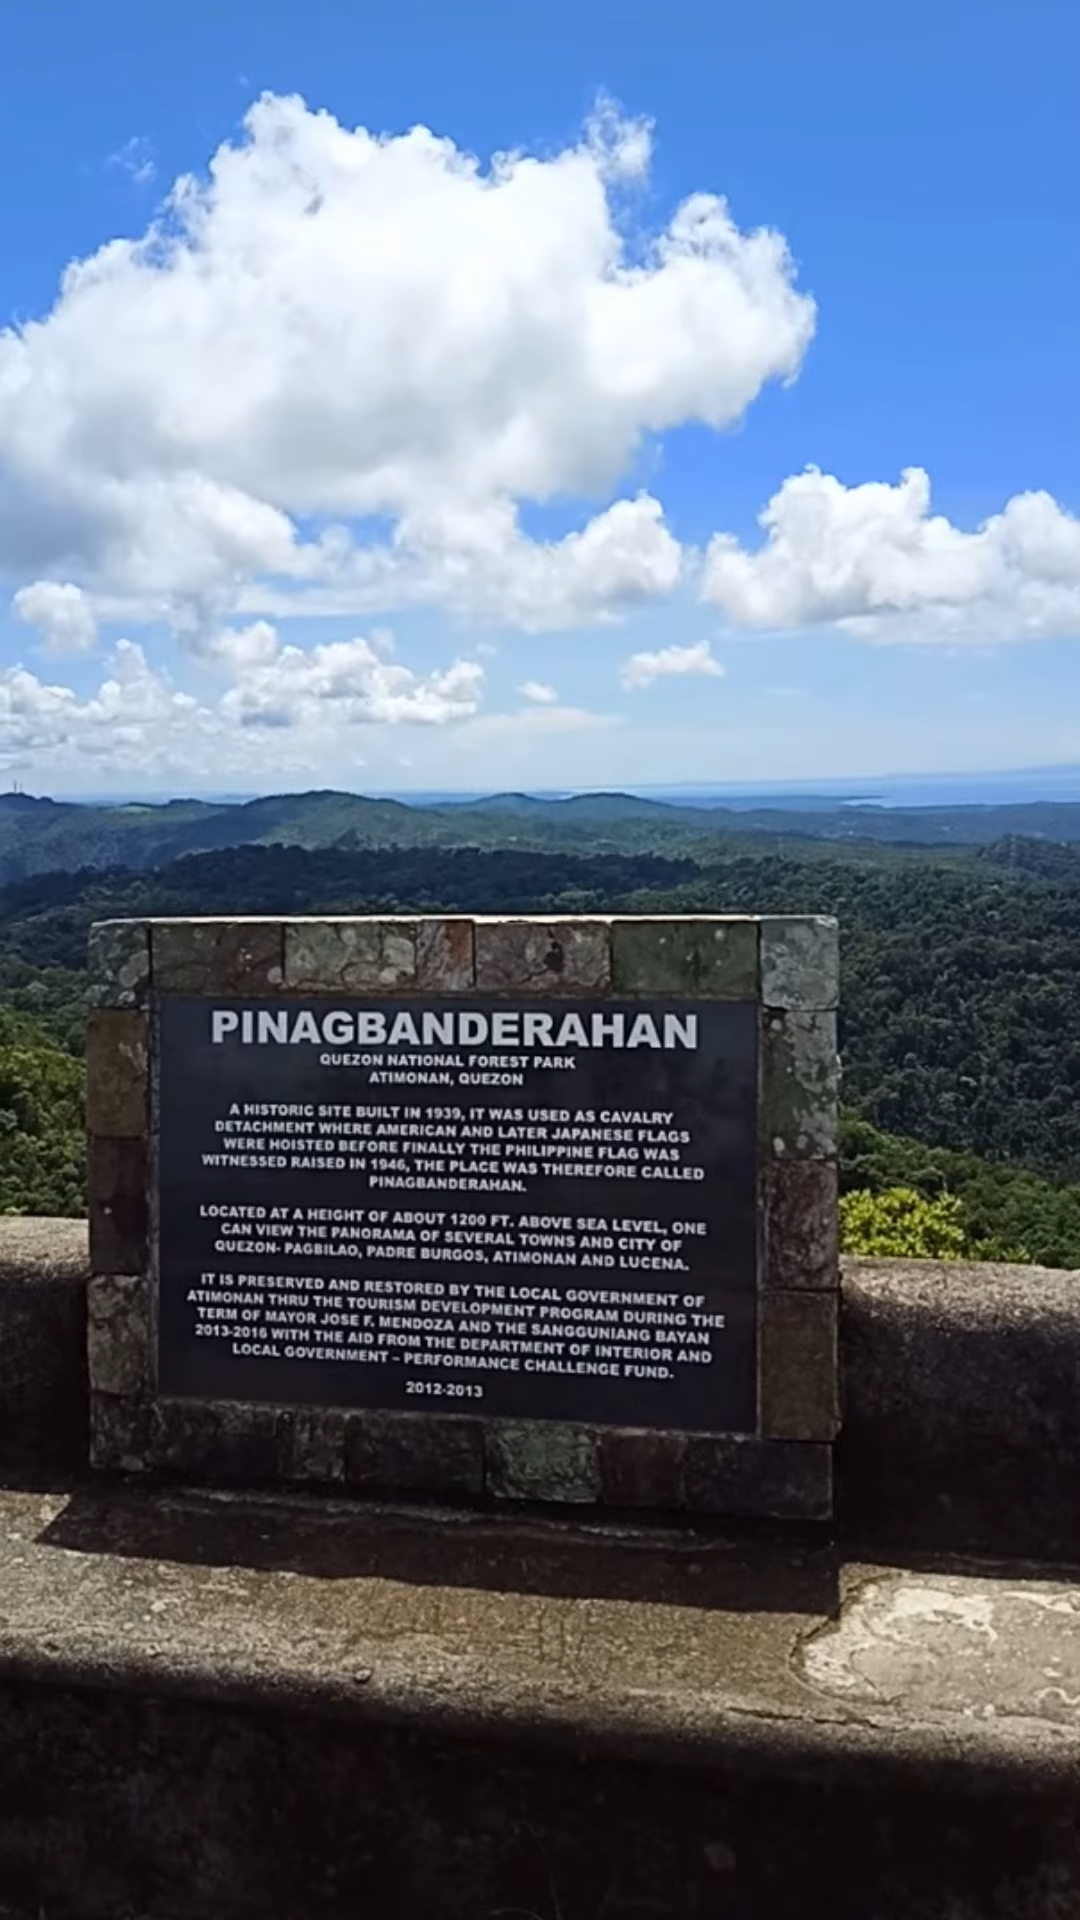 PINAGBANDERAHAN
QUEZON NATIONAL FOREST PARK
ATIMONAN, QUEZON
A HISTORIC SITE BUILT IN 1939, IT WAS USED AS CAVALRY
DETACHMENT WHERE AMERICAN AND LATER JAPANESE FLAGS
WERE HOISTED BEFORE FINALLY THE PHILIPPINE FLAG WAS
WITNESSED RAISED IN 1946, THE PLACE WAS THEREFORE CALLED
PINAGBANDERAHAN.
LOCATED AT A HEIGHT OF ABOUT 1200 FT. ABOVE SEA LEVEL, ONE
CAN VIEW THE PANORAMA OF SEVERAL TOWNS AND CITY OF
QUEZON- PAGBILAO, PADRE BURGOS, ATIMONAN AND LUCENA.
IT IS PRESERVED AND RESTORED BY THE LOCAL GOVERNMENT OF
ATIMONAN THRU THE TOURISM DEVELOPMENT PROGRAM DURING THE
TERM OF MAYOR JOSE F. MENDOZA AND THE SANGGUNIANG BAYAN
2013-2016 WITH THE AID FROM THE DEPARTMENT OF INTERIOR AND
LOCAL GOVERNMENT – PERFORMANCE CHALLENGE FUND.
2012-2013